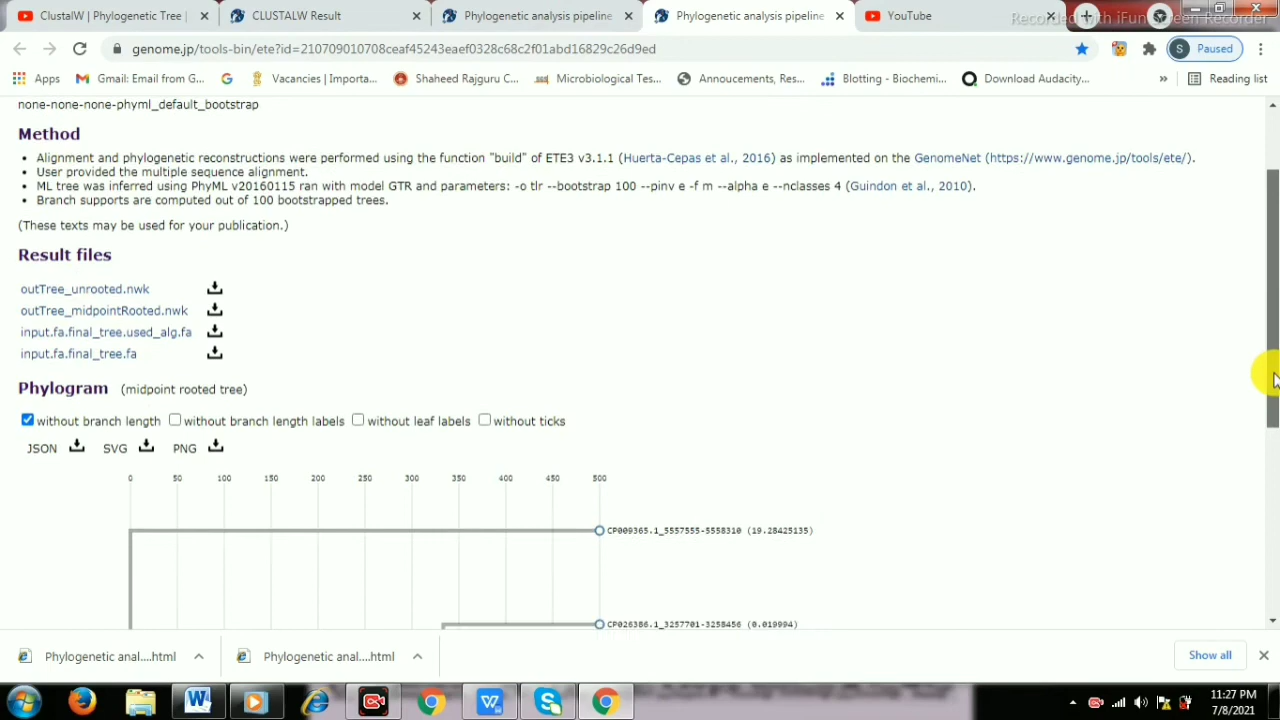 ClustalW | Phylogenetic Tree |
CLUSTALW Result
Phylogenetic analysis pipeline
Phylogenetic analysis pipeline
YouTube
Recorded with iFun Screen Recorder
genome.jp/tools-bin/ete?id=210709010708ceaf45243eaef0328c68c2f01abd16829c26d9ed
S Paused
Apps
Gmail: Email from G...
Vacancies | Importa...
Shaheed Rajguru C...
Microbiological Tes...
Annoucements, Res...
Blotting - Biochemi...
Download Audacity...
»
Reading list
none-none-none-phyml_default_bootstrap
Method
• Alignment and phylogenetic reconstructions were performed using the function "build" of ETE3 v3.1.1 (Huerta-Cepas et al., 2016) as implemented on the GenomeNet (https://www.genome.jp/tools/ete/).
• User provided the multiple sequence alignment.
• ML tree was inferred using PhyML v20160115 ran with model GTR and parameters: -o tlr --bootstrap 100 --pinv e -f m --alpha e --nclasses 4 (Guindon et al., 2010).
• Branch supports are computed out of 100 bootstrapped trees.
(These texts may be used for your publication.)
Result files
outTree_unrooted.nwk
outTree_midpointRooted.nwk
input.fa.final_tree.used_alg.fa
input.fa.final_tree.fa
Phylogram (midpoint rooted tree)
without branch length without branch length labels without leaf labels without ticks
JSON SVG PNG
0 50 100 150 200 250 300 350 400 450 500
CP009365.1_5557555-5558310 (19.28425135)
CP026386.1_3257701-3258456 (0.019994)
Phylogenetic anal....html
Phylogenetic anal....html
Show all
11:27 PM
7/8/2021